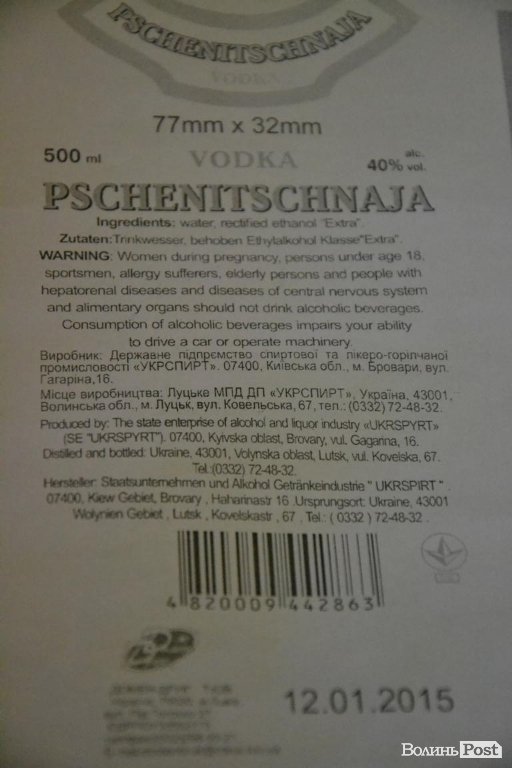 PSCHENITSCHNAJA
VODKA
77mm x 32mm
500 ml
VODKA
alc.
40% vol.
PSCHENITSCHNAJA
Ingredients: water, rectified ethanol "Extra".
Zutaten:Trinkwesser, behoben Ethylalkohol Klasse"Extra".
WARNING: Women during pregnancy, persons under age 18,
sportsmen, allergy sufferers, elderly persons and people with
hepatorenal diseases and diseases of central nervous system
and alimentary organs should not drink alcoholic beverages.
Consumption of alcoholic beverages impairs your ability
to drive a car or operate machinery.
Виробник: Державне підпрємство спиртової та лікеро-горілчаної
промисловості «УКРСПИРТ». 07400, Київська обл., м. Бровари, вул.
Гагаріна,16.
Місце виробництва: Луцьке МПД ДП «УКРСПИРТ», Україна, 43001,
Волинська обл., м. Луцьк, вул. Ковельська, 67, тел.: (0332) 72-48-32.
Produced by: The state enterprise of alcohol and liquor industry «UKRSPYRT»
(SE "UKRSPYRT"). 07400, Kyivska oblast, Brovary, vul. Gagarina, 16.
Distilled and bottled: Ukraine, 43001, Volynska oblast, Lutsk, vul. Kovelska, 67.
Tel.:(0332) 72-48-32.
Hersteller: Staatsunternehmen und Alkohol Getränkeindustrie " UKRSPIRT " .
07400, Kiew Gebiet, Brovary , Haharinastr 16 .Ursprungsort: Ukraine, 43001
Wolynien Gebiet , Lutsk , Kovelskastr , 67 , Tel.: ( 0332 ) 72-48-32 .
4 820009 442863
12.01.2015
ВолиньPost